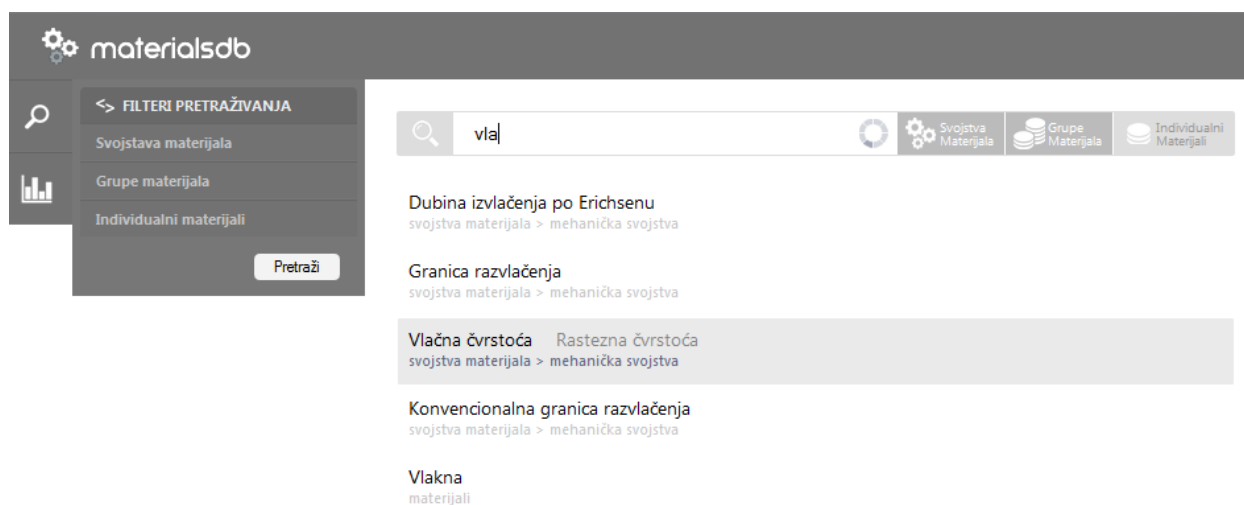 materialsdb
<> FILTERI PRETRAŽIVANJA
Svojstava materijala
Grupe materijala
Individualni materijali
Pretraži
vla
Svojstva
Materijala
Grupe
Materijala
Individualni
Materijali
Dubina izvlačenja po Erichsenu
svojstva materijala > mehanička svojstva
Granica razvlačenja
svojstva materijala > mehanička svojstva
Vlačna čvrstoća Rastezna čvrstoća
svojstva materijala > mehanička svojstva
Konvencionalna granica razvlačenja
svojstva materijala > mehanička svojstva
Vlakna
materijali